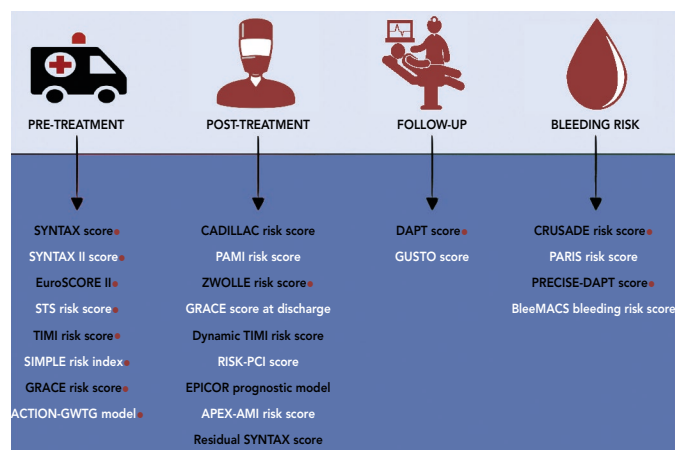 PRE-TREATMENT
POST-TREATMENT
FOLLOW-UP
BLEEDING RISK
SYNTAX score
SYNTAX II score
EuroSCORE II
STS risk score
TIMI risk score
SIMPLE risk index
GRACE risk score
ACTION-GWTG model
CADILLAC risk score
PAMI risk score
ZWOLLE risk score
GRACE score at discharge
Dynamic TIMI risk score
RISK-PCI score
EPICOR prognostic model
APEX-AMI risk score
Residual SYNTAX score
DAPT score
GUSTO score
CRUSADE risk score
PARIS risk score
PRECISE-DAPT score
BleeMACS bleeding risk score